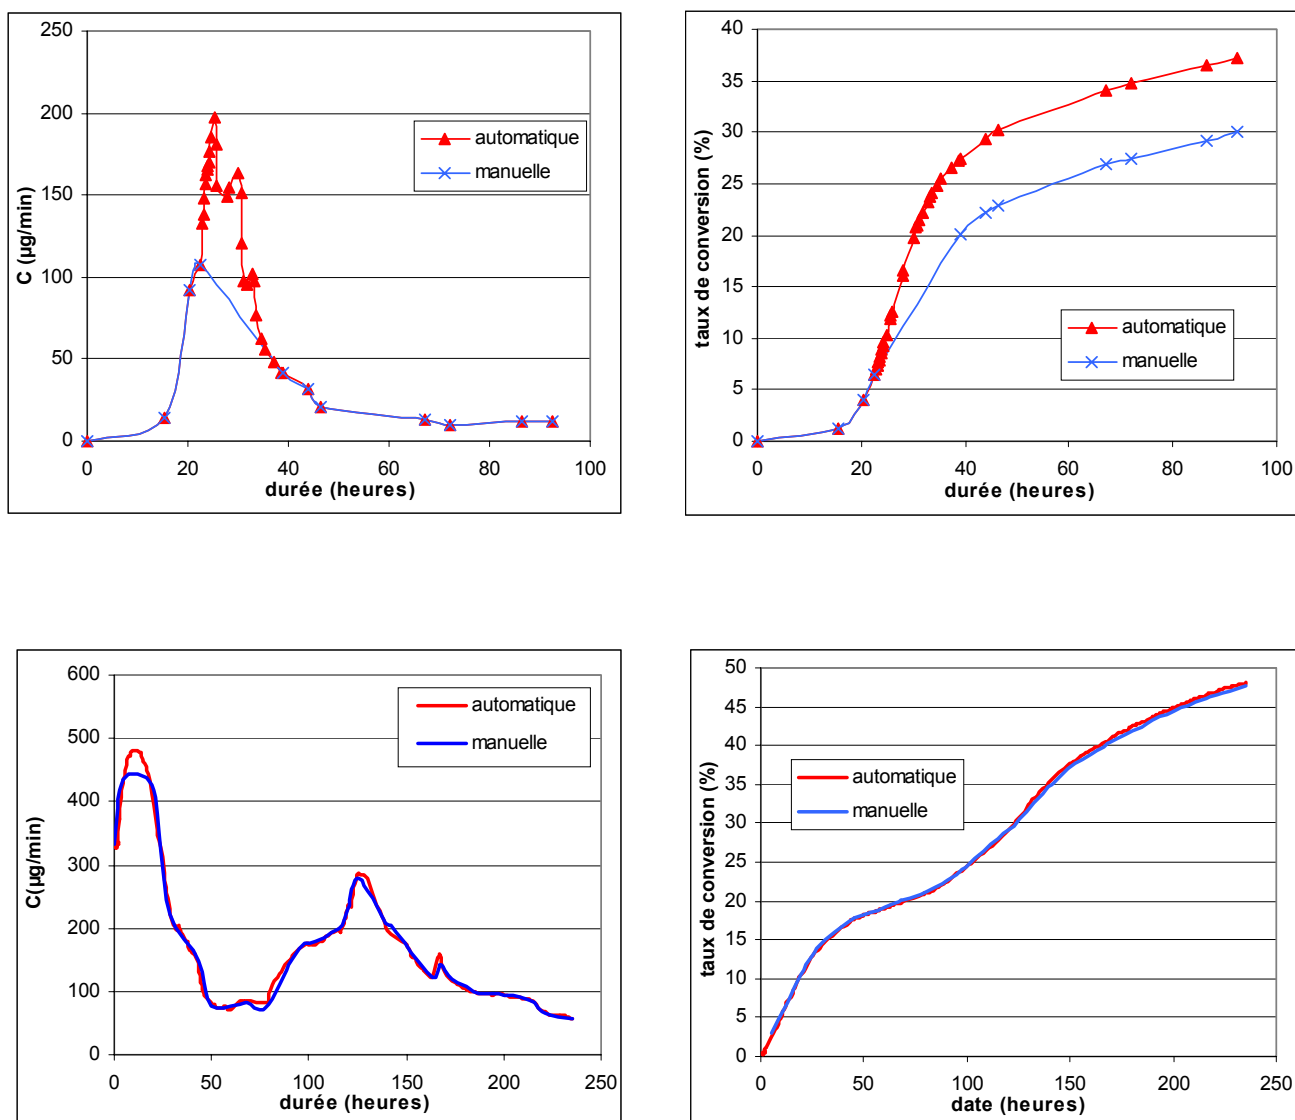 250
200
150
100
50
0
C (µg/min)
automatique
manuelle
0 20 40 60 80 100
durée (heures)
40
35
30
25
20
15
10
5
0
taux de conversion (%)
automatique
manuelle
0 20 40 60 80 100
durée (heures)
600
500
400
300
200
100
0
C(µg/min)
automatique
manuelle
0 50 100 150 200 250
durée (heures)
50
45
40
35
30
25
20
15
10
5
0
taux de conversion (%)
automatique
manuelle
0 50 100 150 200 250
date (heures)